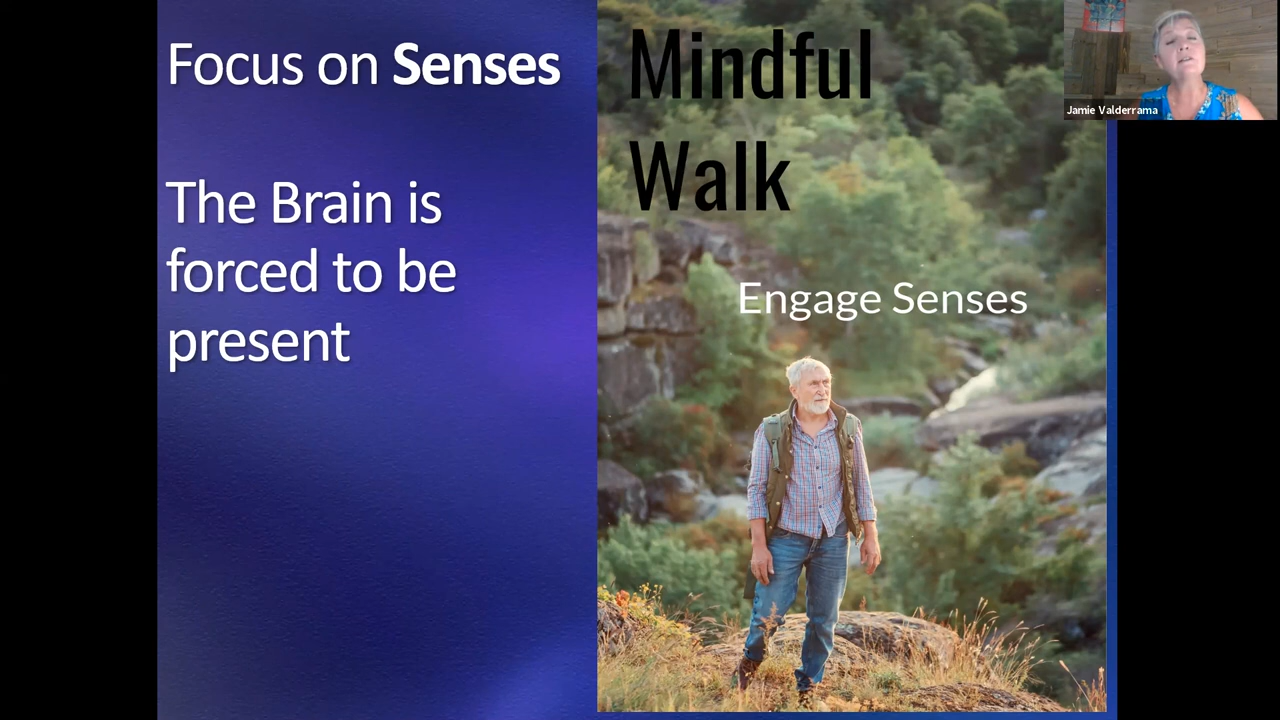 Focus on Senses
The Brain is
forced to be
present
Mindful
Walk
Engage Senses
Jamie Valderrama